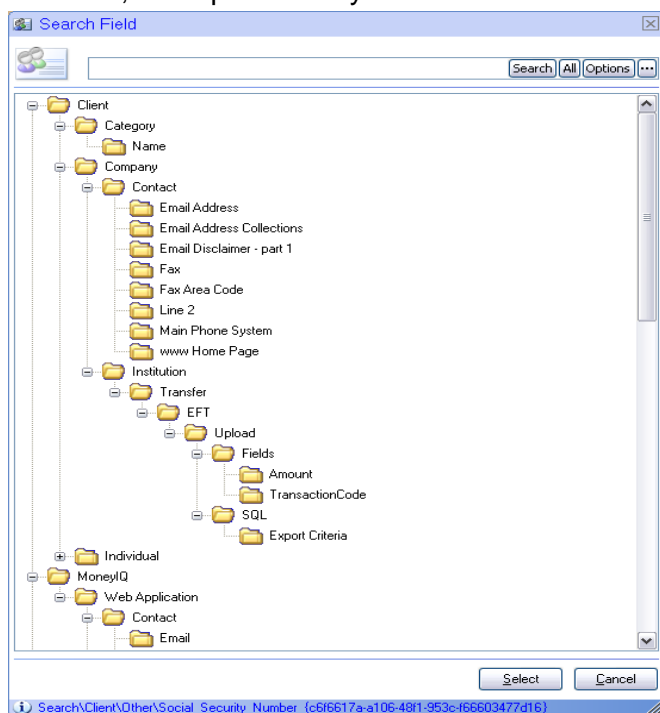 Search Field
Search All Options ...
Client
Category
Name
Company
Contact
Email Address
Email Address Collections
Email Disclaimer - part 1
Fax
Fax Area Code
Line 2
Main Phone System
www Home Page
Institution
Transfer
EFT
Upload
Fields
Amount
TransactionCode
SQL
Export Criteria
Individual
MoneyIQ
Web Application
Contact
Email
Select Cancel
Search\Client\Other\Social Security Number {c6f6617a-a106-48f1-953c-f66603477d16}